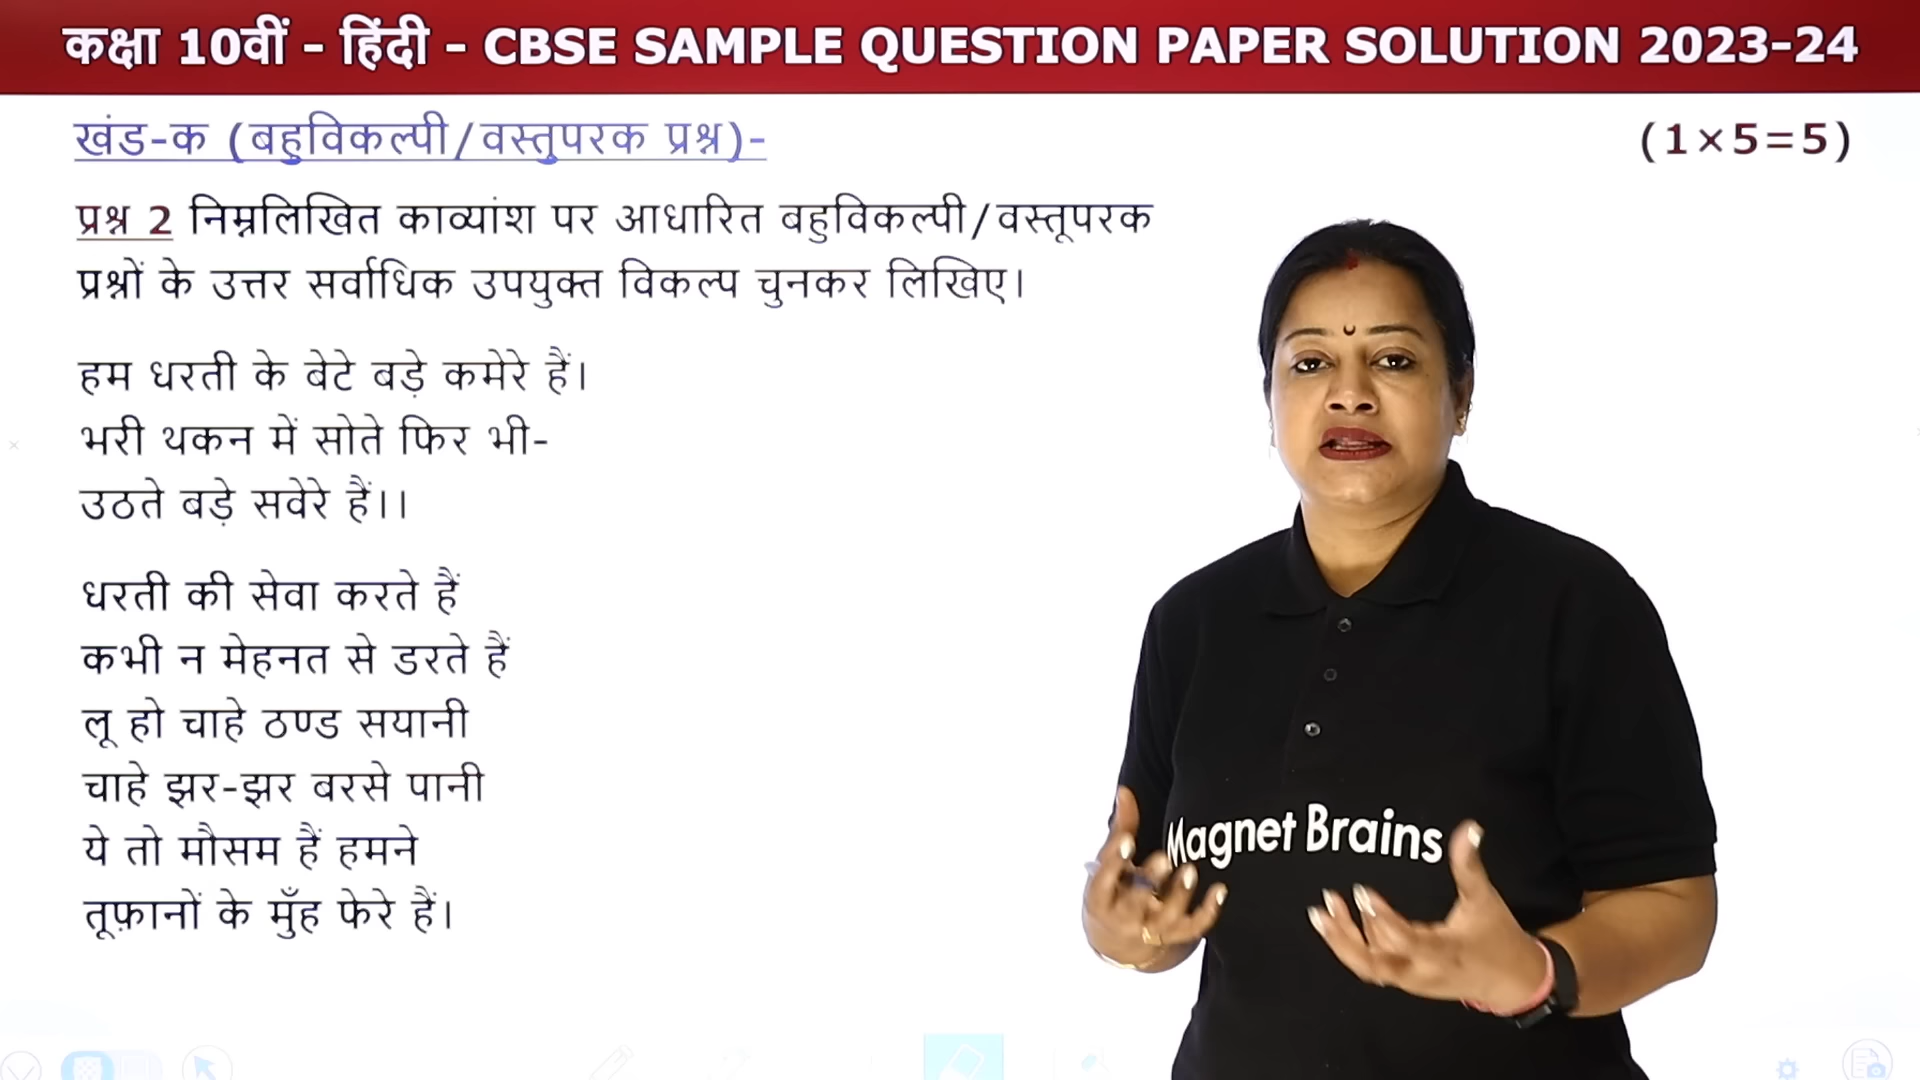 कक्षा 10वीं - हिंदी - CBSE SAMPLE QUESTION PAPER SOLUTION 2023-24
खंड-क (बहुविकल्पी/वस्तुपरक प्रश्न)-
(1×5=5)
प्रश्न 2 निम्नलिखित काव्यांश पर आधारित बहुविकल्पी/वस्तूपरक
प्रश्नों के उत्तर सर्वाधिक उपयुक्त विकल्प चुनकर लिखिए।
हम धरती के बेटे बड़े कमेरे हैं।
भरी थकन में सोते फिर भी-
उठते बड़े सवेरे हैं।।
धरती की सेवा करते हैं
कभी न मेहनत से डरते हैं
लू हो चाहे ठण्ड सयानी
चाहे झर-झर बरसे पानी
ये तो मौसम हैं हमने
तूफ़ानों के मुँह फेरे हैं।
Magnet Brains